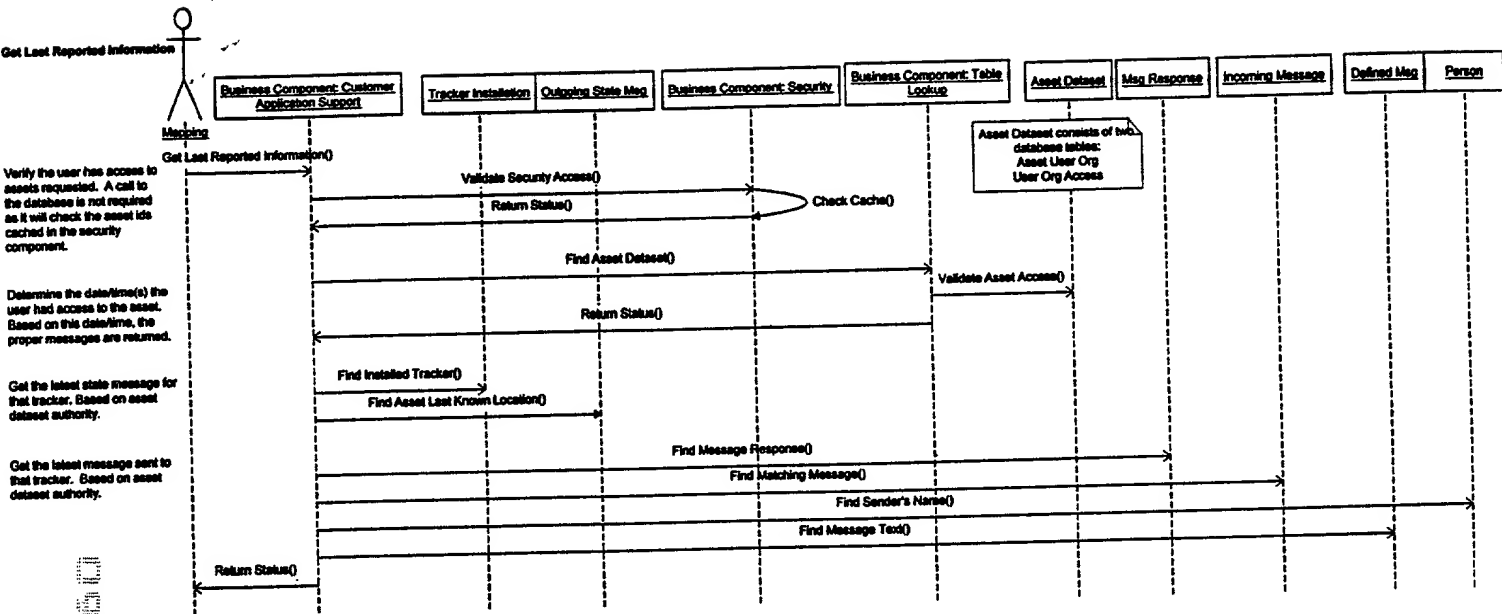 Get Last Reported Information
Mapping
Business Component: Customer
Application Support
Tracker Installation
Outgoing State Msg
Business Component: Security
Business Component: Table
Lookup
Asset Dataset
Msg Response
Incoming Message
Defined Msg
Person
Asset Dataset consists of two
database tables:
Asset User Org
User Org Access
Get Last Reported Information()
Verify the user has access to
assets requested. A call to
the database is not required
as it will check the asset ids
cached in the security
component.
Validate Security Access()
Return Status()
Check Cache()
Find Asset Dataset()
Validate Asset Access()
Determine the date/time(s) the
user had access to the asset.
Based on this date/time, the
proper messages are returned.
Return Status()
Find Installed Tracker()
Get the latest state message for
that tracker. Based on asset
dataset authority.
Find Asset Last Known Location()
Find Message Response()
Get the latest message sent to
that tracker. Based on asset
dataset authority.
Find Matching Message()
Find Sender's Name()
Find Message Text()
Return Status()